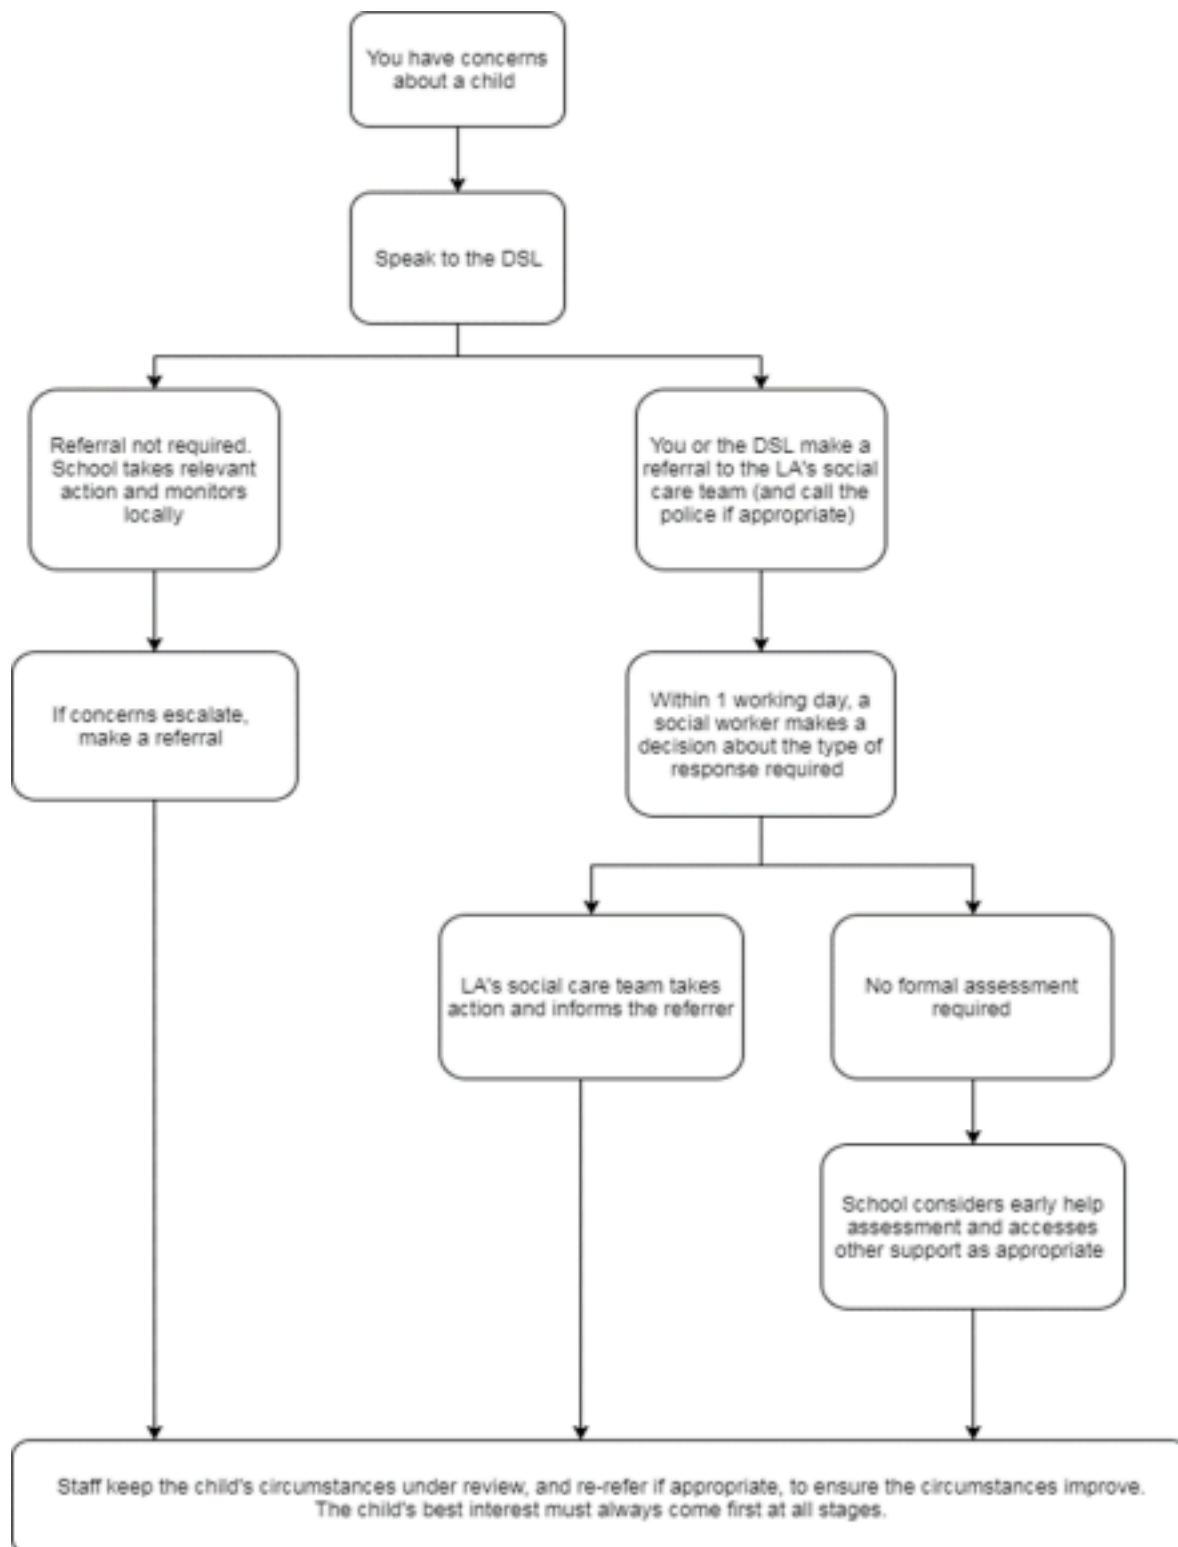 You have concerns
about a child
Speak to the DSL
Referral not required.
School takes relevant
action and monitors
locally
You or the DSL make a
referral to the LA's social
care team (and call the
police if appropriate)
If concerns escalate,
make a referral
Within 1 working day, a
social worker makes a
decision about the type of
response required
LA's social care team takes
action and informs the referrer
No formal assessment
required
School considers early help
assessment and accesses
other support as appropriate
Staff keep the child's circumstances under review, and re-refer if appropriate, to ensure the circumstances improve.
The child's best interest must always come first at all stages.